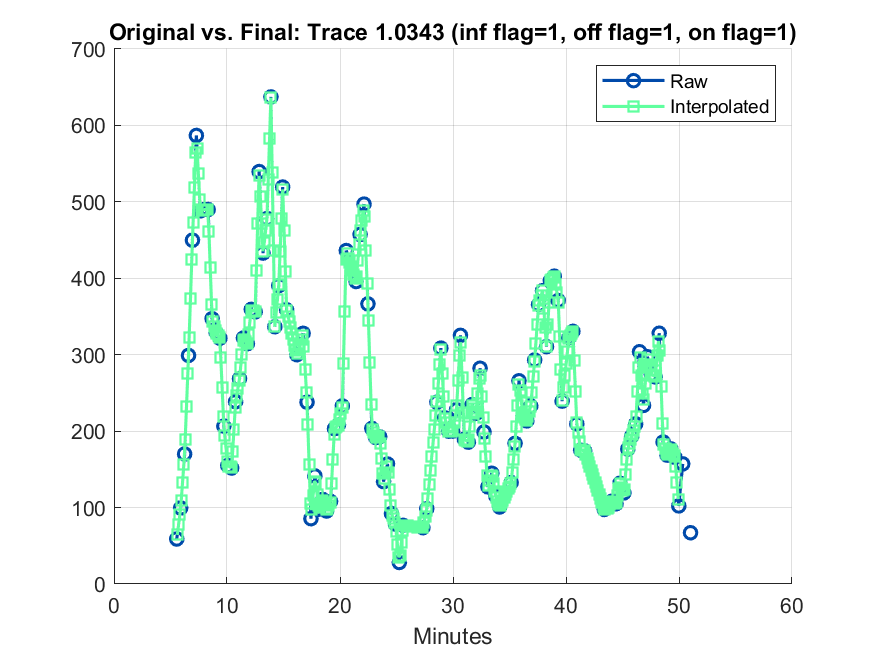 Original vs. Final: Trace 1.0343 (inf flag=1, off flag=1, on flag=1)
700
600
500
400
300
200
100
0
Raw
Interpolated
0 10 20 30 40 50 60
Minutes